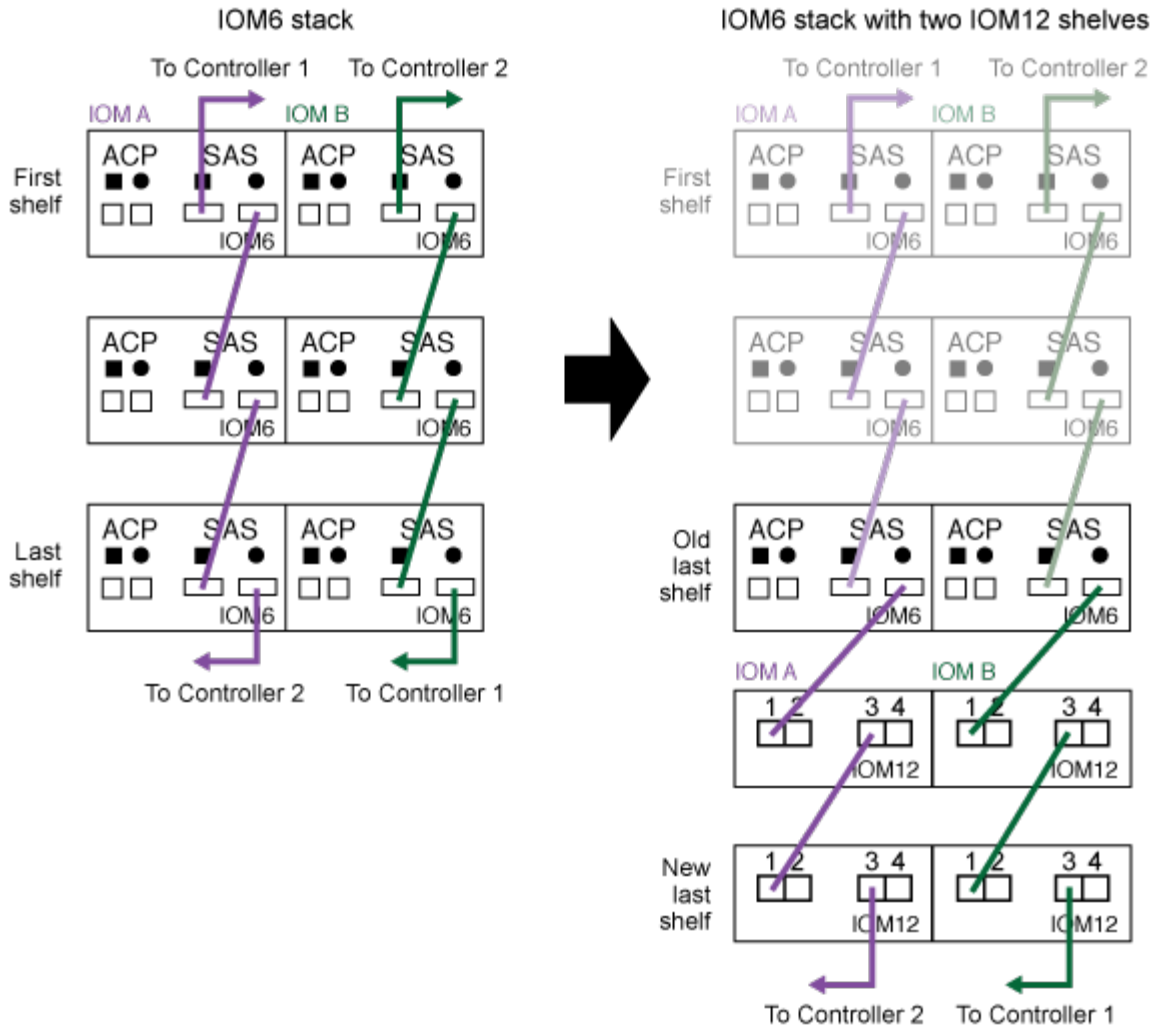 IOM6 stack
To Controller 1 To Controller 2
IOM A IOM B
First
shelf
ACP SAS ACP SAS
IOM6 IOM6
ACP SAS ACP SAS
IOM6 IOM6
Last
shelf
ACP SAS ACP SAS
IOM6 IOM6
To Controller 2 To Controller 1
IOM6 stack with two IOM12 shelves
To Controller 1 To Controller 2
IOM A IOM B
First
shelf
ACP SAS ACP SAS
IOM6 IOM6
ACP SAS ACP SAS
IOM6 IOM6
Old
last
shelf
ACP SAS ACP SAS
IOM6 IOM6
IOM A IOM B
1 2 3 4 1 2 3 4
IOM12 IOM12
New
last
shelf
1 2 3 4 1 2 3 4
IOM12 IOM12
To Controller 2 To Controller 1